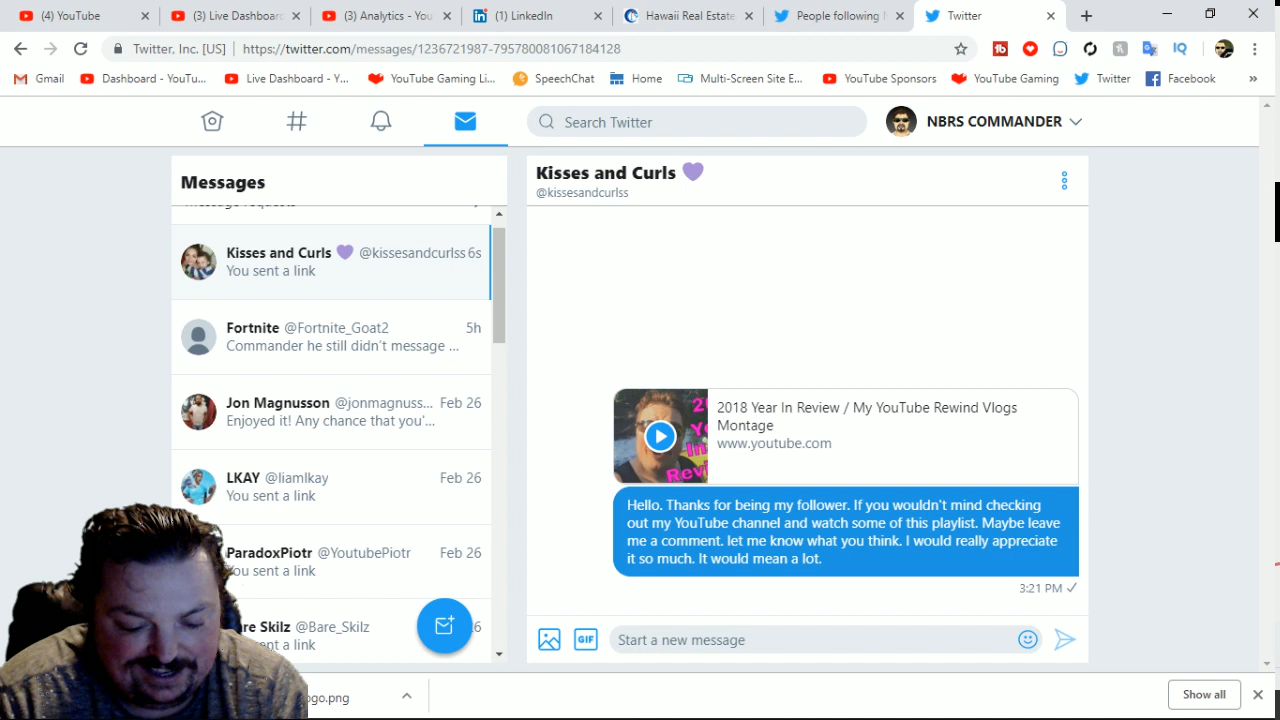 (4) YouTube
(3) Live Dashboard
(3) Analytics - You
(1) LinkedIn
Hawaii Real Estate
People following
Twitter
Twitter, Inc. [US] https://twitter.com/messages/1236721987-795780081067184128
Gmail
Dashboard - YouTu...
Live Dashboard - Y...
YouTube Gaming Li...
SpeechChat
Home
Multi-Screen Site E...
YouTube Sponsors
YouTube Gaming
Twitter
Facebook
»
Search Twitter
NBRS COMMANDER
Messages
Kisses and Curls 💜 @kissesandcurlss 6s
You sent a link
Fortnite @Fortnite_Goat2 5h
Commander he still didn't message ...
Jon Magnusson @jonmagnuss... Feb 26
Enjoyed it! Any chance that you'...
LKAY @liamlkay Feb 26
You sent a link
ParadoxPiotr @YoutubePiotr Feb 26
You sent a link
Skilz @Bare_Skilz
sent a link
Kisses and Curls 💜
@kissesandcurlss
2018 Year In Review / My YouTube Rewind Vlogs
Montage
www.youtube.com
Hello. Thanks for being my follower. If you wouldn't mind checking
out my YouTube channel and watch some of this playlist. Maybe leave
me a comment. let me know what you think. I would really appreciate
it so much. It would mean a lot.
3:21 PM ✓
GIF
Start a new message
Show all